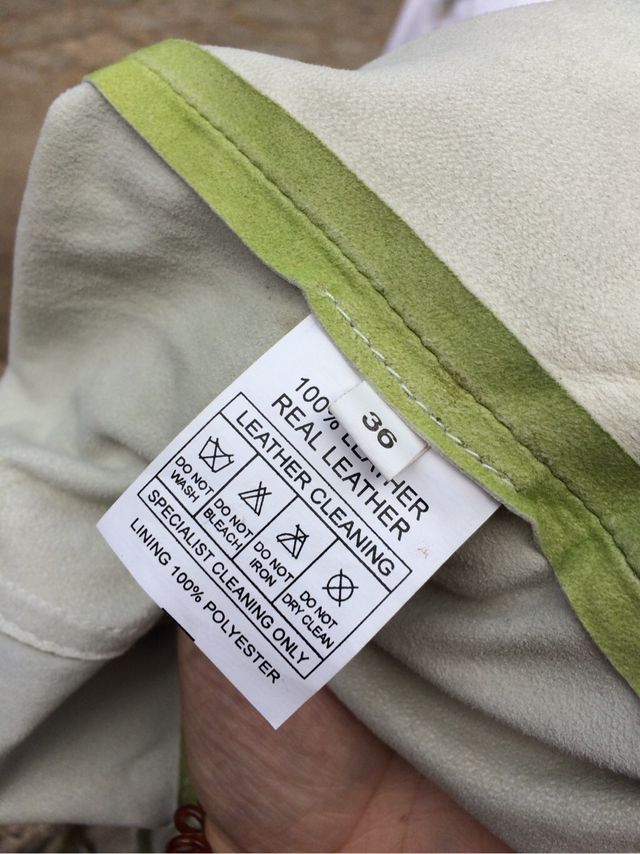 36
100% LEATHER
REAL LEATHER
LEATHER CLEANING
DO NOT
WASH
DO NOT
BLEACH
DO NOT
IRON
DO NOT
DRY CLEAN
SPECIALIST CLEANING ONLY
LINING 100% POLYESTER